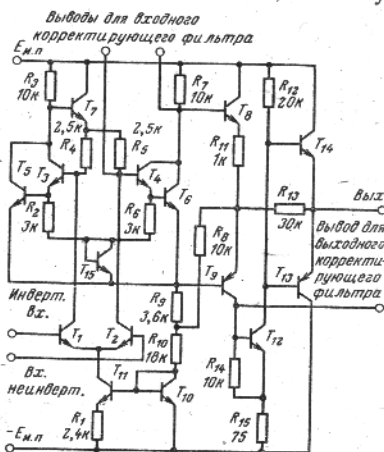 Выводы для входного
корректирующего фильтра
Eи.п
R3
10к
T7
2,5к
R4
R5
2,5к
R7
10к
T8
R11
1к
R12
20к
T14
T5
T3
T4
T6
R2
3к
R6
3к
T15
R8
10к
R13
30к
Вых.
Вывод для
выходного
корректи-
рующего
фильтра
T9
T13
R9
3,6к
R10
18к
Инверт.
вх.
T1
T2
T12
R14
10к
Вх.
неинверт.
T11
T10
R1
2,4к
R15
75
-Eи.п